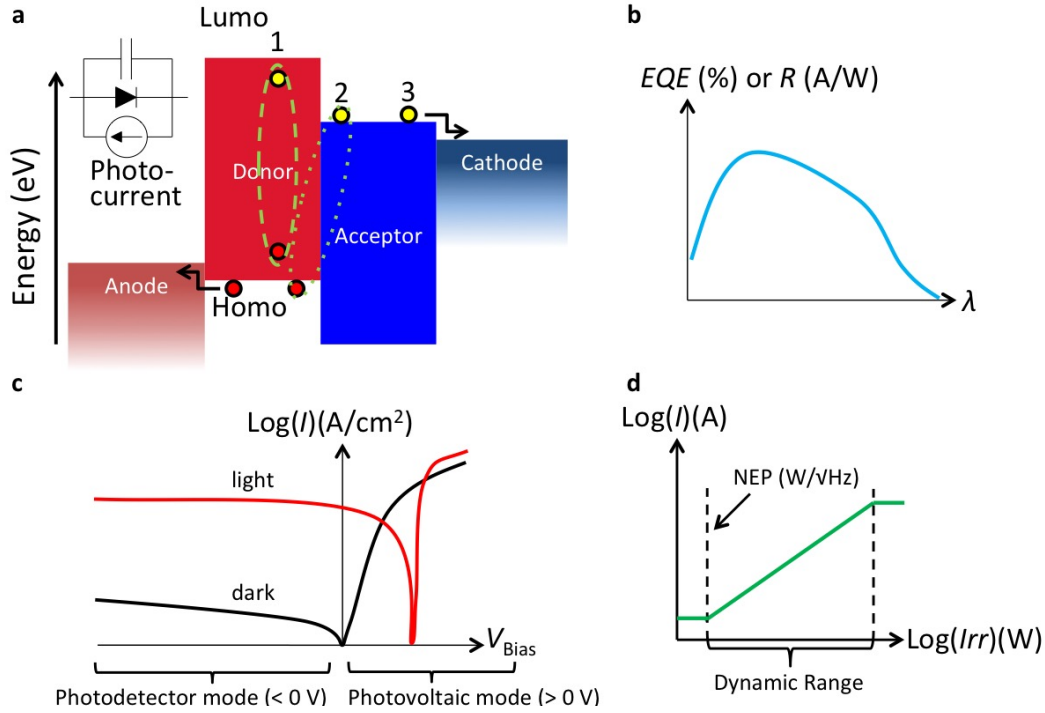 a
Lumo
1
2
3
Energy (eV)
Photo-
current
Donor
Cathode
Acceptor
Anode
Homo
b
EQE (%) or R (A/W)
λ
c
Log(I)(A/cm²)
light
dark
V_Bias
Photodetector mode (< 0 V)
Photovoltaic mode (> 0 V)
d
Log(I)(A)
NEP (W/√Hz)
Log(Irr)(W)
Dynamic Range